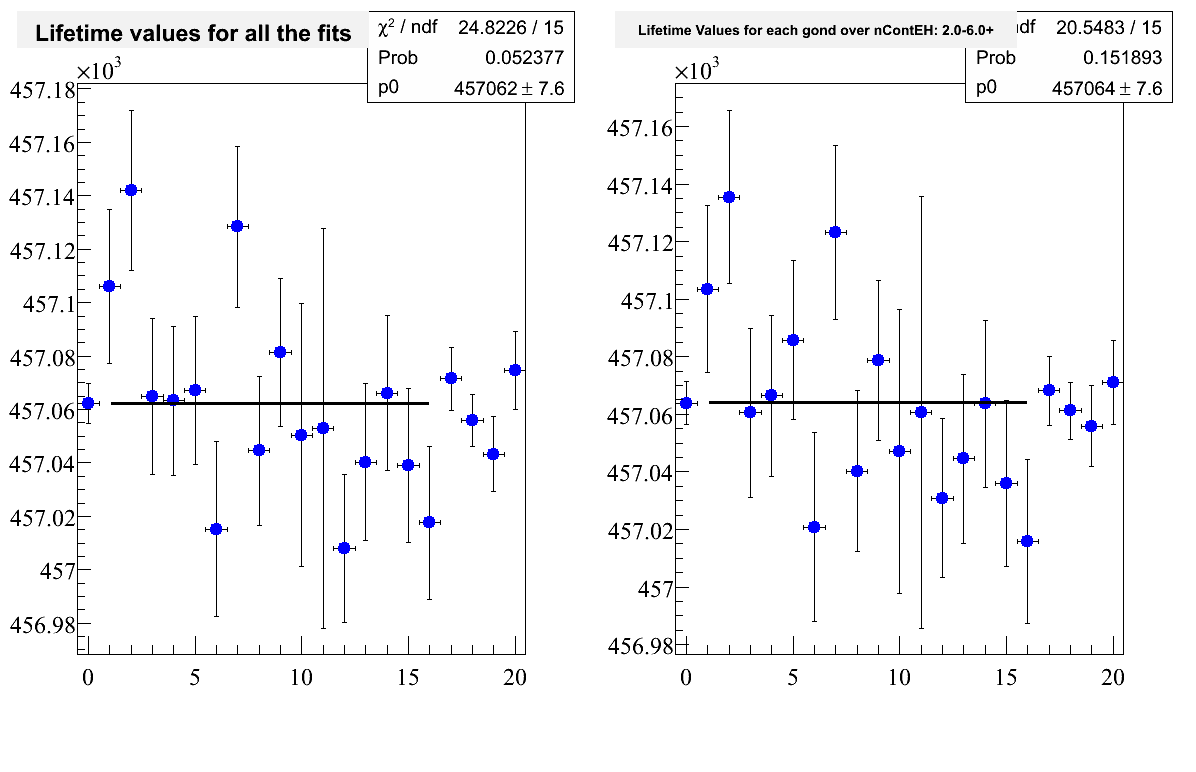 Lifetime values for all the fits
χ² / ndf 24.8226 / 15
Prob 0.052377
p0 457062 ± 7.6
×10³
457.18
457.16
457.14
457.12
457.1
457.08
457.06
457.04
457.02
457
456.98
0 5 10 15 20
Lifetime Values for each gond over nContEH: 2.0-6.0+
df 20.5483 / 15
Prob 0.151893
p0 457064 ± 7.6
×10³
457.16
457.14
457.12
457.1
457.08
457.06
457.04
457.02
457
456.98
0 5 10 15 20